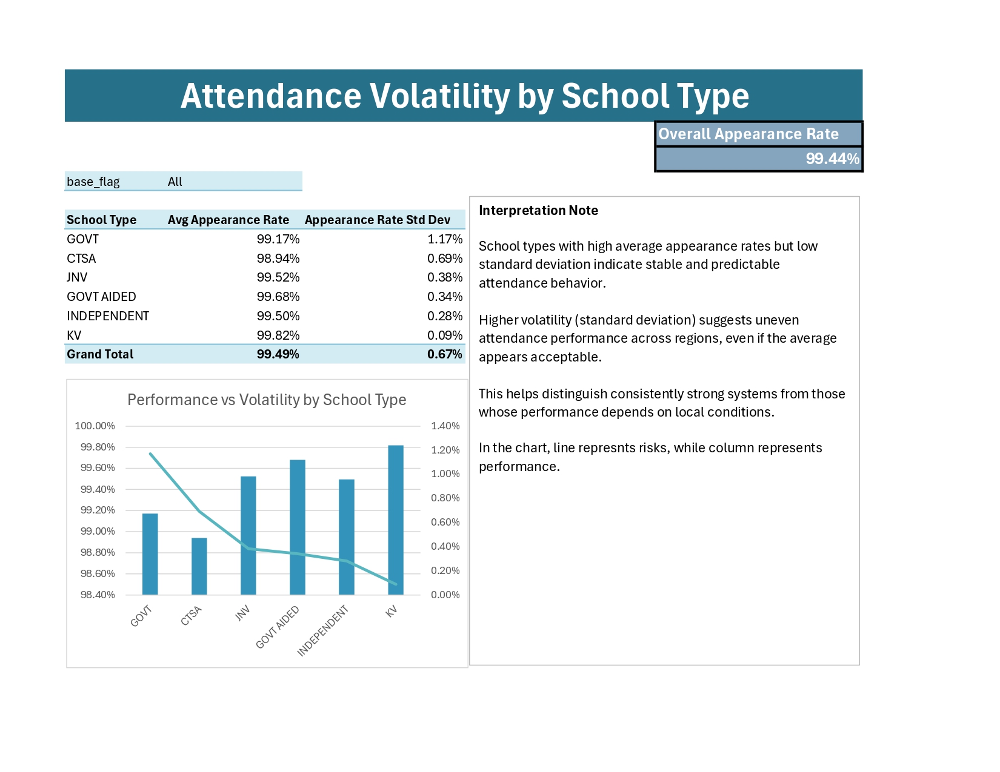 Attendance Volatility by School Type
Overall Appearance Rate
99.44%
base_flag All
School Type Avg Appearance Rate Appearance Rate Std Dev
GOVT 99.17% 1.17%
CTSA 98.94% 0.69%
JNV 99.52% 0.38%
GOVT AIDED 99.68% 0.34%
INDEPENDENT 99.50% 0.28%
KV 99.82% 0.09%
Grand Total 99.49% 0.67%
Interpretation Note
School types with high average appearance rates but low
standard deviation indicate stable and predictable
attendance behavior.
Higher volatility (standard deviation) suggests uneven
attendance performance across regions, even if the average
appears acceptable.
This helps distinguish consistently strong systems from those
whose performance depends on local conditions.
In the chart, line represnts risks, while column represents
performance.
Performance vs Volatility by School Type
100.00% 1.40%
99.80% 1.20%
99.60% 1.00%
99.40% 0.80%
99.20% 0.60%
99.00% 0.40%
98.80% 0.20%
98.60% 0.00%
98.40%
GOVT CTSA JNV GOVT AIDED INDEPENDENT KV